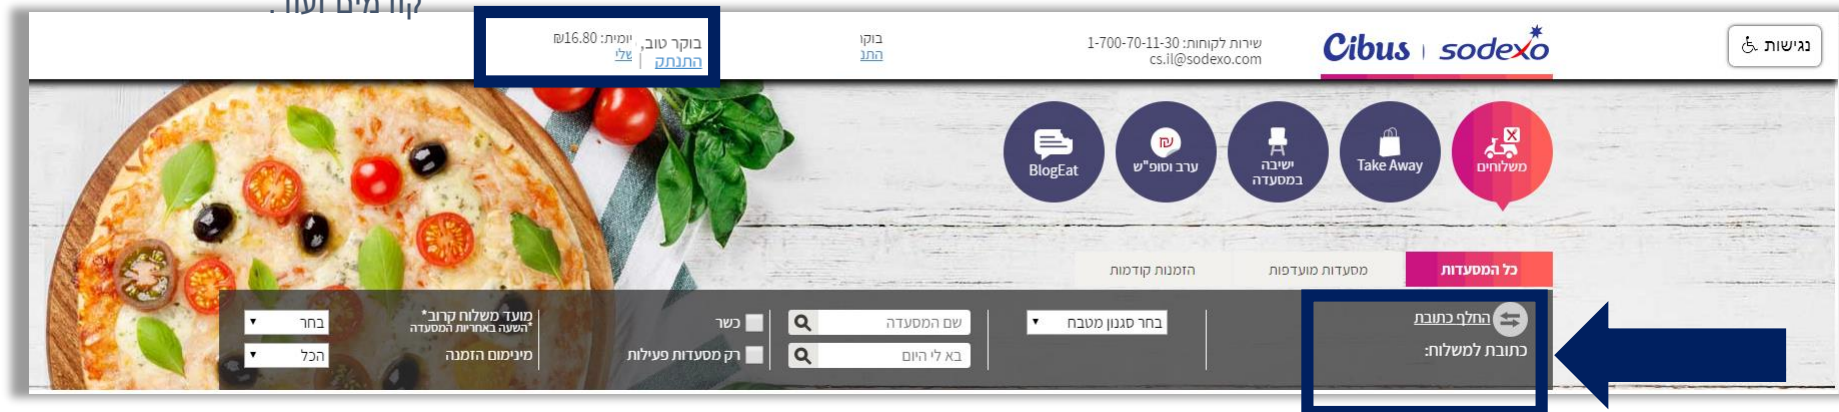 קודמים ועוד.
נגישות
Cibus | sodexo
שירות לקוחות: 1-700-70-11-30
cs.il@sodexo.com
בוקר
התנ
בוקר טוב,
יומית: ₪16.80
התנתק |
שלי
משלוחים
Take Away
ישיבה
במסעדה
₪
ערב וסופ"ש
BlogEat
כל המסעדות
מסעדות מועדפות
הזמנות קודמות
החלף כתובת
כתובת למשלוח:
בחר סגנון מטבח
שם המסעדה
בא לי היום
כשר
רק מסעדות פעילות
מועד משלוח קרוב*
*השעה באחריות המסעדה
בחר
מינימום הזמנה
הכל